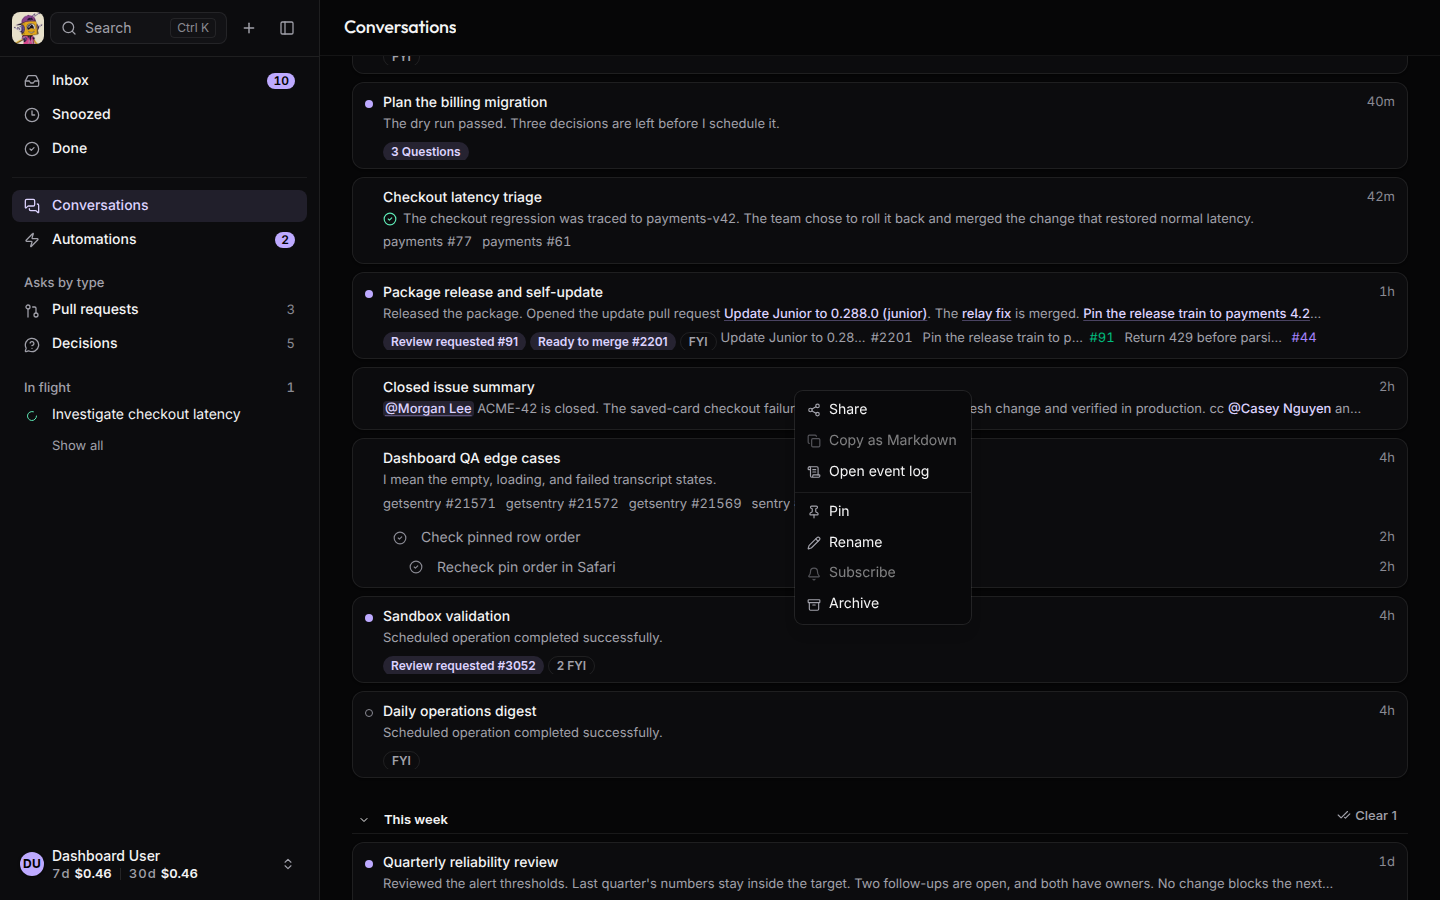 Search
Ctrl K
Inbox
10
Snoozed
Done
Conversations
Automations
2
Asks by type
Pull requests
3
Decisions
5
In flight
1
Investigate checkout latency
Show all
DU
Dashboard User
7d $0.46
30d $0.46
Conversations
FYI
Plan the billing migration
40m
The dry run passed. Three decisions are left before I schedule it.
3 Questions
Checkout latency triage
42m
The checkout regression was traced to payments-v42. The team chose to roll it back and merged the change that restored normal latency.
payments #77 payments #61
Package release and self-update
1h
Released the package. Opened the update pull request Update Junior to 0.288.0 (junior). The relay fix is merged. Pin the release train to payments 4.2...
Review requested #91 Ready to merge #2201 FYI Update Junior to 0.28... #2201 Pin the release train to p... #91 Return 429 before parsi... #44
Closed issue summary
2h
@Morgan Lee ACME-42 is closed. The saved-card checkout failur
esh change and verified in production. cc @Casey Nguyen an...
Dashboard QA edge cases
4h
I mean the empty, loading, and failed transcript states.
getsentry #21571 getsentry #21572 getsentry #21569 sentry
Check pinned row order
2h
Recheck pin order in Safari
2h
Share
Copy as Markdown
Open event log
Pin
Rename
Subscribe
Archive
Sandbox validation
4h
Scheduled operation completed successfully.
Review requested #3052 2 FYI
Daily operations digest
4h
Scheduled operation completed successfully.
FYI
This week
Clear 1
Quarterly reliability review
1d
Reviewed the alert thresholds. Last quarter's numbers stay inside the target. Two follow-ups are open, and both have owners. No change blocks the next...